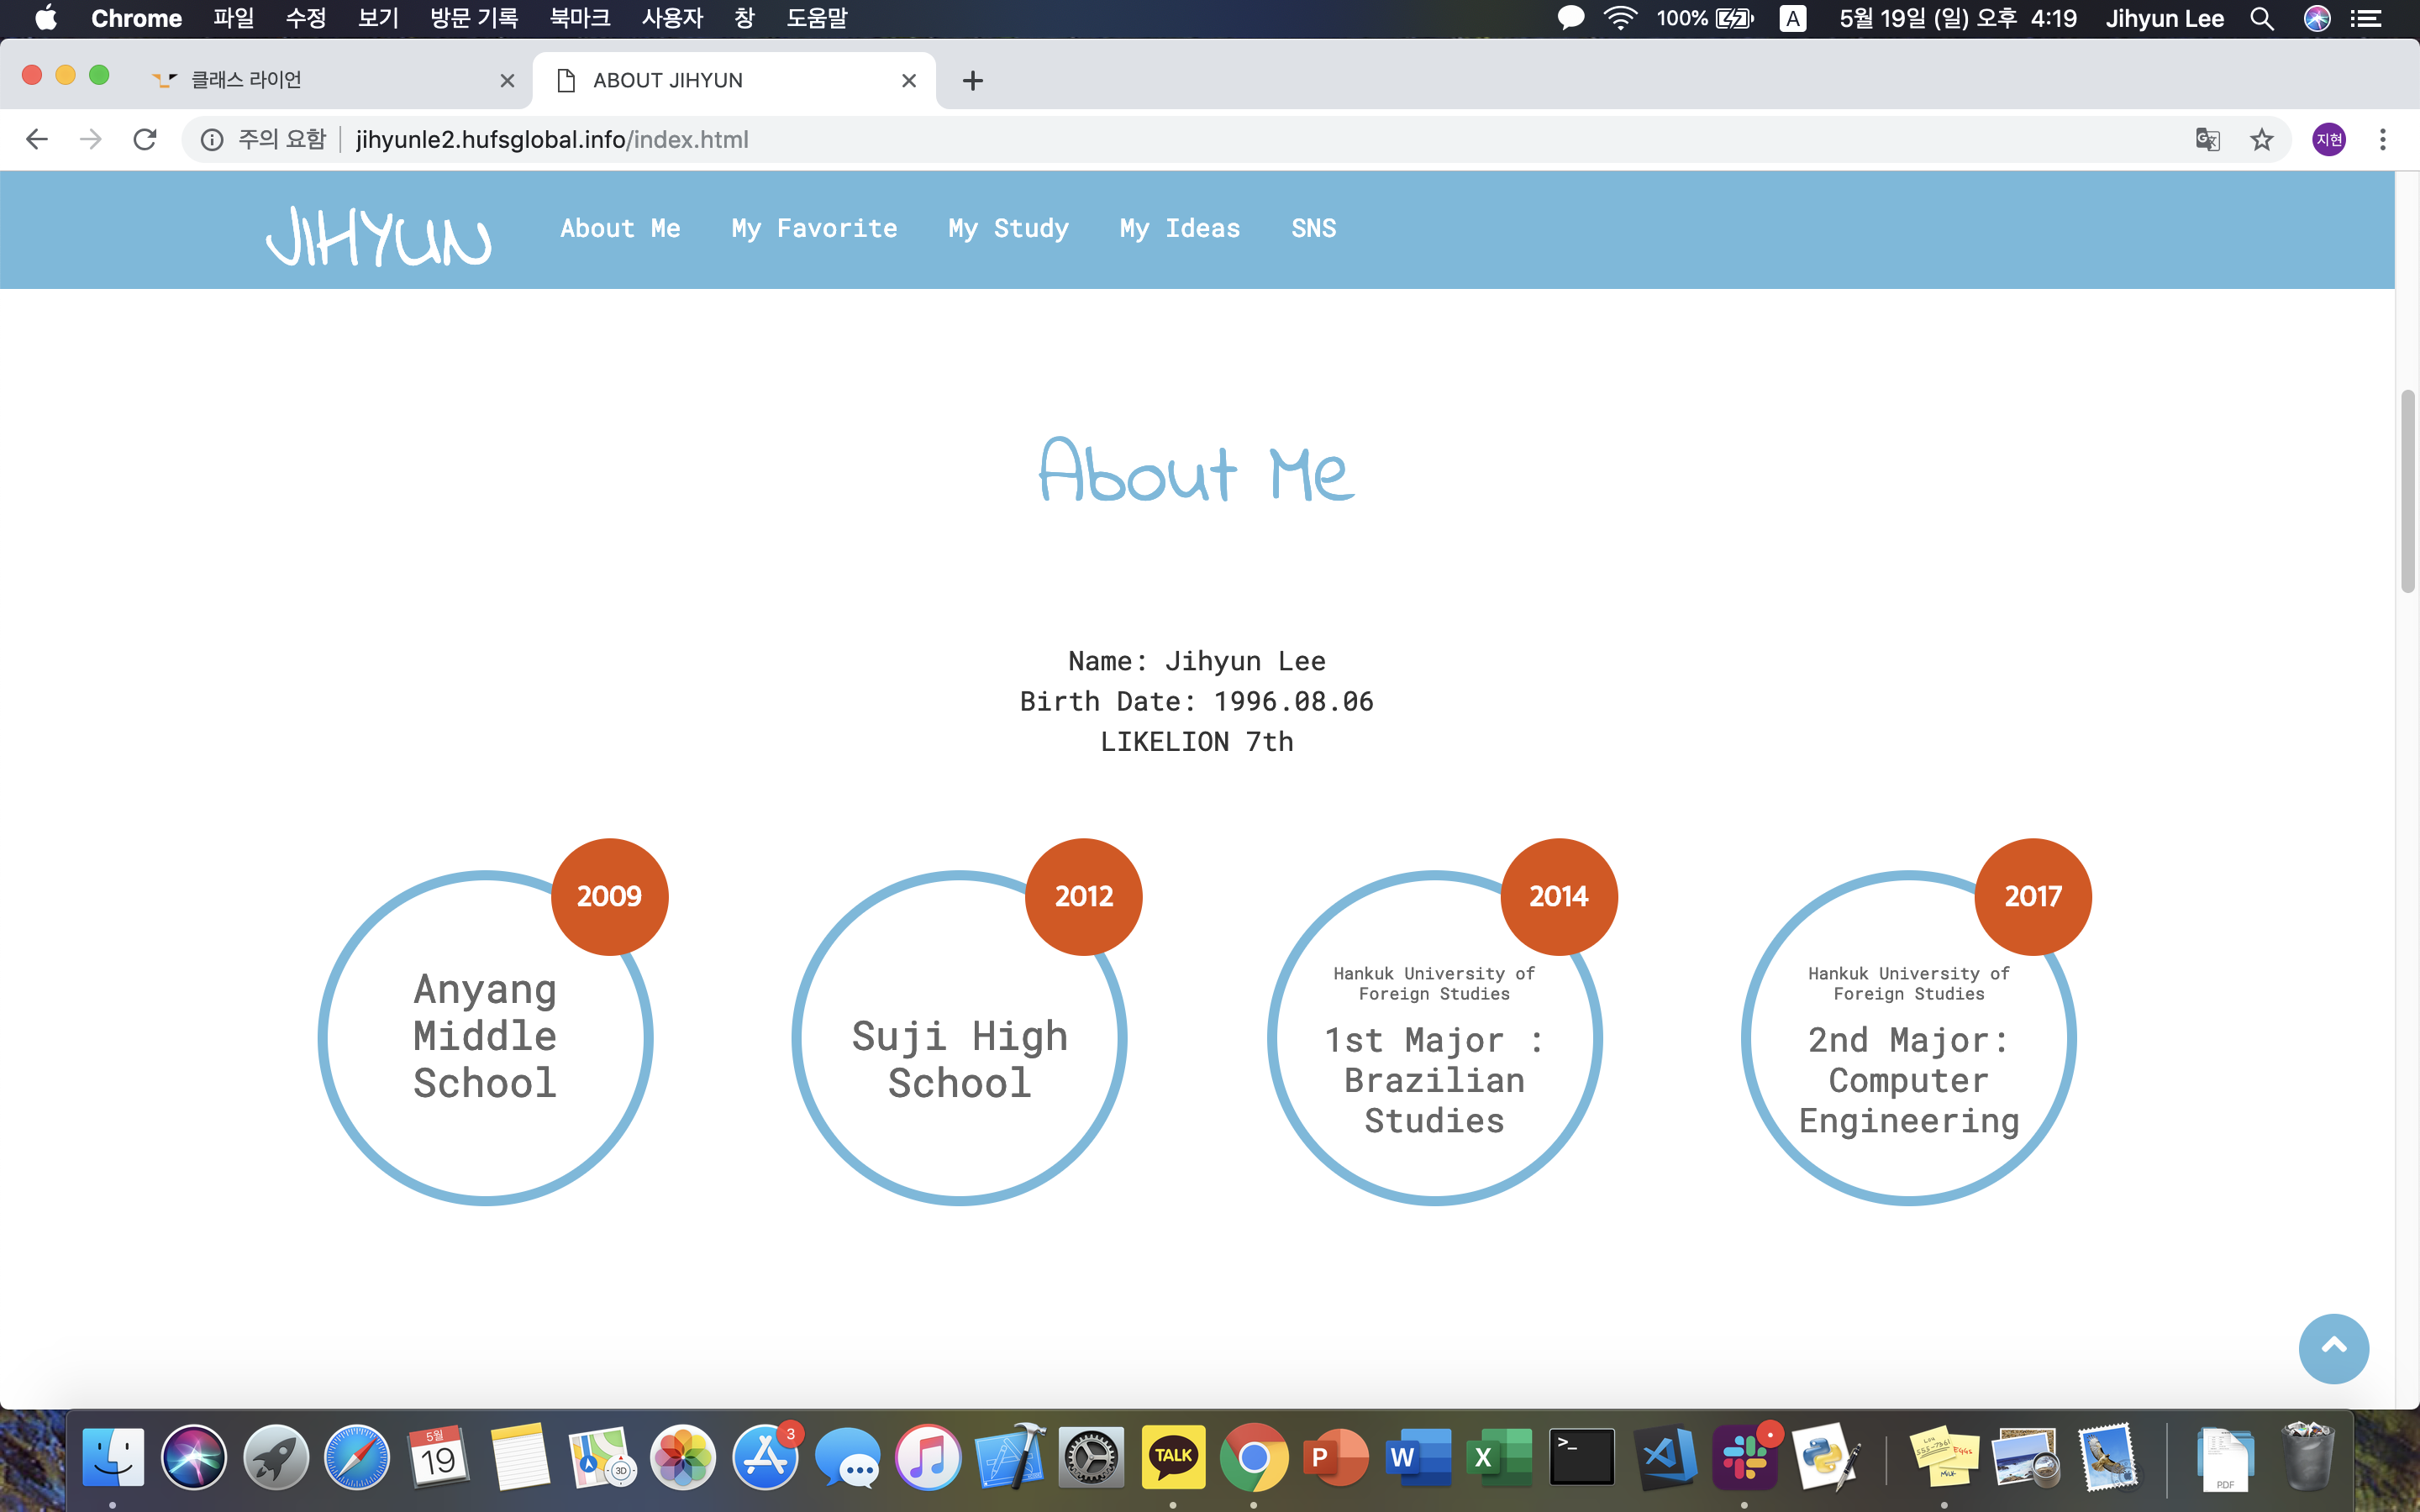 Chrome 파일 수정 보기 방문 기록 북마크 사용자 창 도움말 100% A 5월 19일 (일) 오후 4:19 Jihyun Lee
클래스 라이언 ABOUT JIHYUN
주의 요함 jihyunle2.hufsglobal.info/index.html 지현
JIHYUN About Me My Favorite My Study My Ideas SNS
About Me
Name: Jihyun Lee
Birth Date: 1996.08.06
LIKELION 7th
2009
Anyang
Middle
School
2012
Suji High
School
2014
Hankuk University of
Foreign Studies
1st Major :
Brazilian
Studies
2017
Hankuk University of
Foreign Studies
2nd Major:
Computer
Engineering
5월
19
3D
3
TALK
P
W
X
>_
EGGS
MILK
PDF